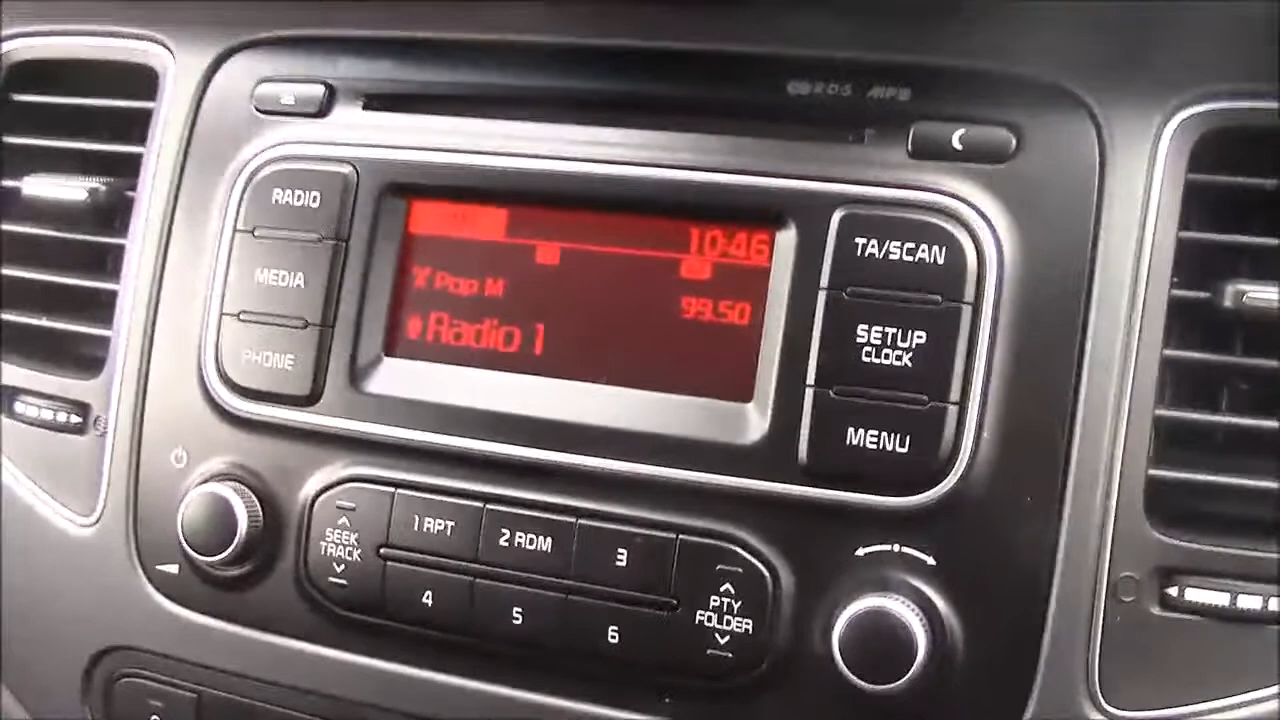 RDS MP3
RADIO
MEDIA
PHONE
10:46
Pop M
99.50
Radio 1
TA/SCAN
SETUP
CLOCK
MENU
SEEK
TRACK
1 RPT
2 RDM
3
4
5
6
PTY
FOLDER